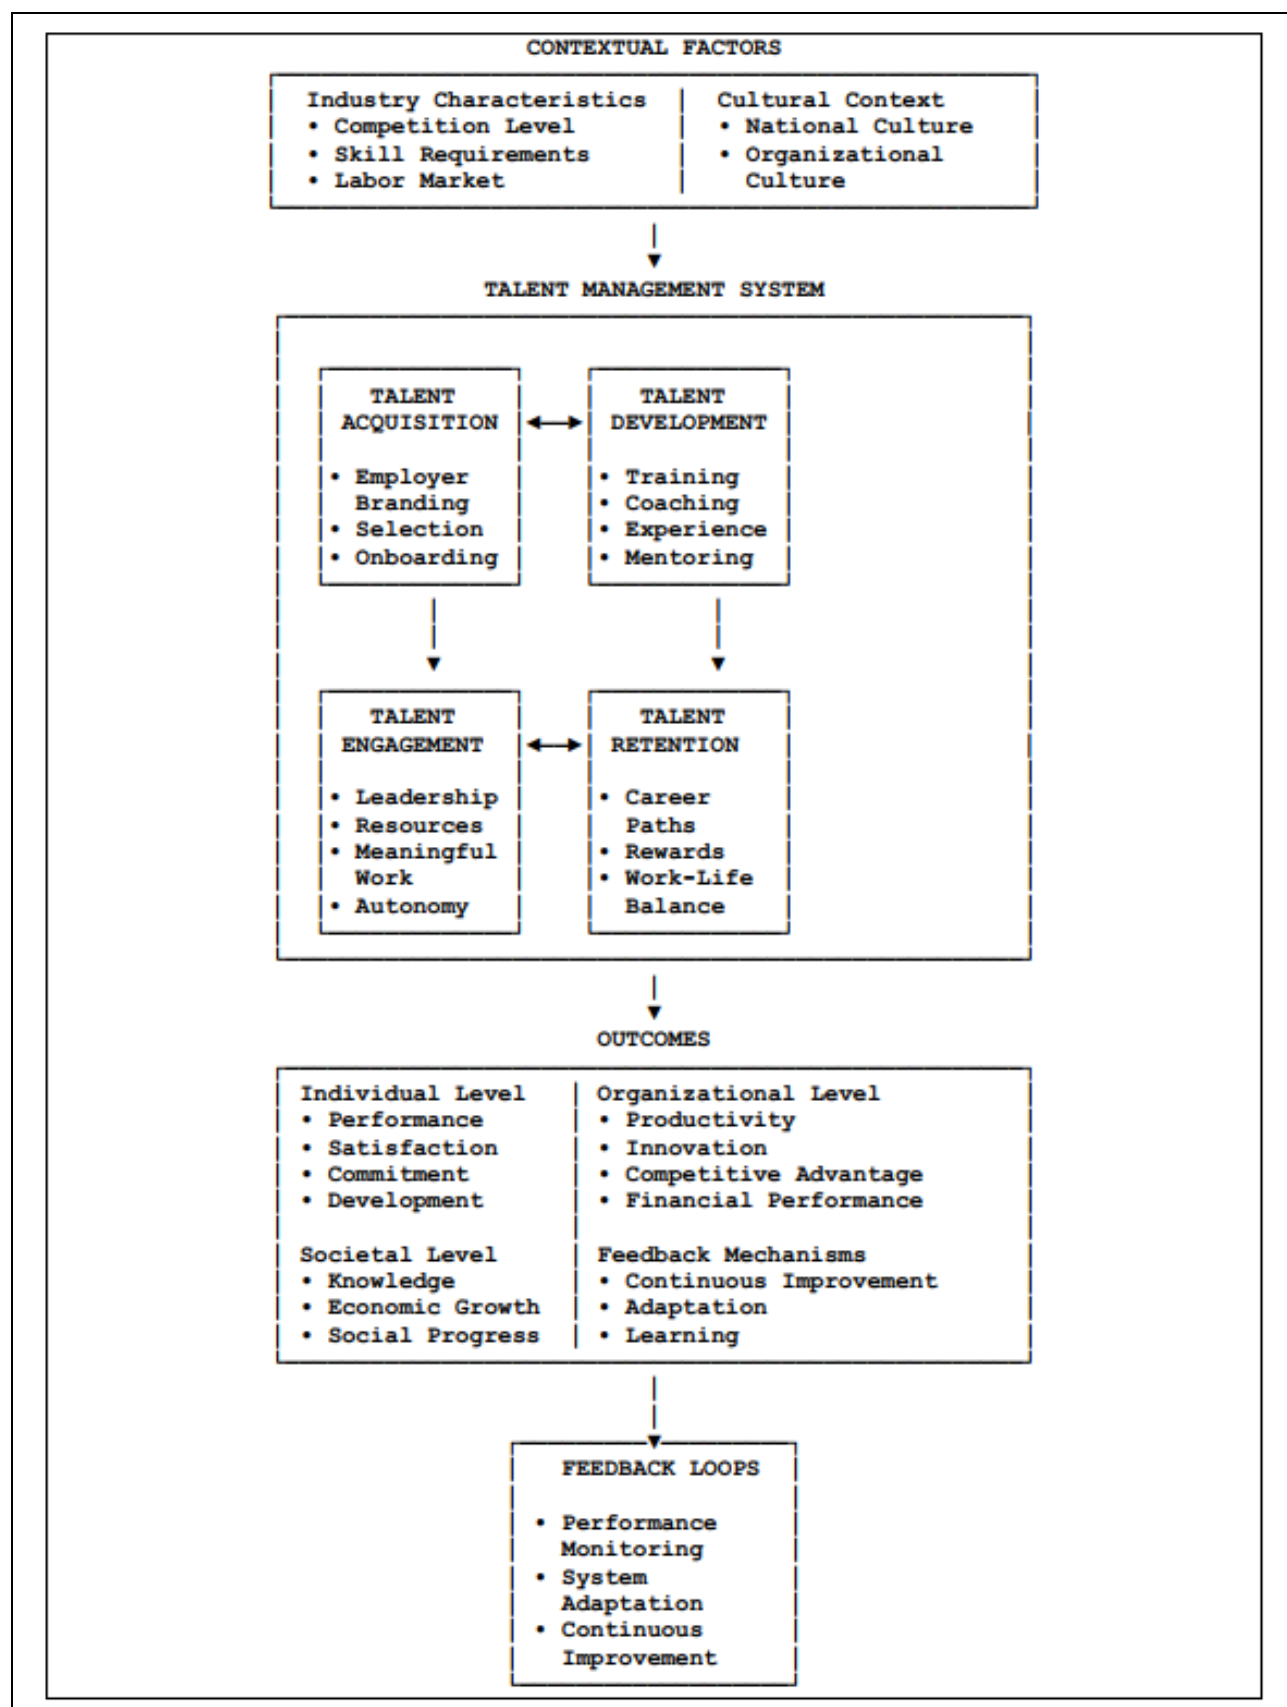 CONTEXTUAL FACTORS
Industry Characteristics
• Competition Level
• Skill Requirements
• Labor Market
Cultural Context
• National Culture
• Organizational
Culture
TALENT MANAGEMENT SYSTEM
TALENT
ACQUISITION
• Employer
Branding
• Selection
• Onboarding
TALENT
DEVELOPMENT
• Training
• Coaching
• Experience
• Mentoring
TALENT
ENGAGEMENT
• Leadership
• Resources
• Meaningful
Work
• Autonomy
TALENT
RETENTION
• Career
Paths
• Rewards
• Work-Life
Balance
OUTCOMES
Individual Level
• Performance
• Satisfaction
• Commitment
• Development
Organizational Level
• Productivity
• Innovation
• Competitive Advantage
• Financial Performance
Societal Level
• Knowledge
• Economic Growth
• Social Progress
Feedback Mechanisms
• Continuous Improvement
• Adaptation
• Learning
FEEDBACK LOOPS
• Performance
Monitoring
• System
Adaptation
• Continuous
Improvement